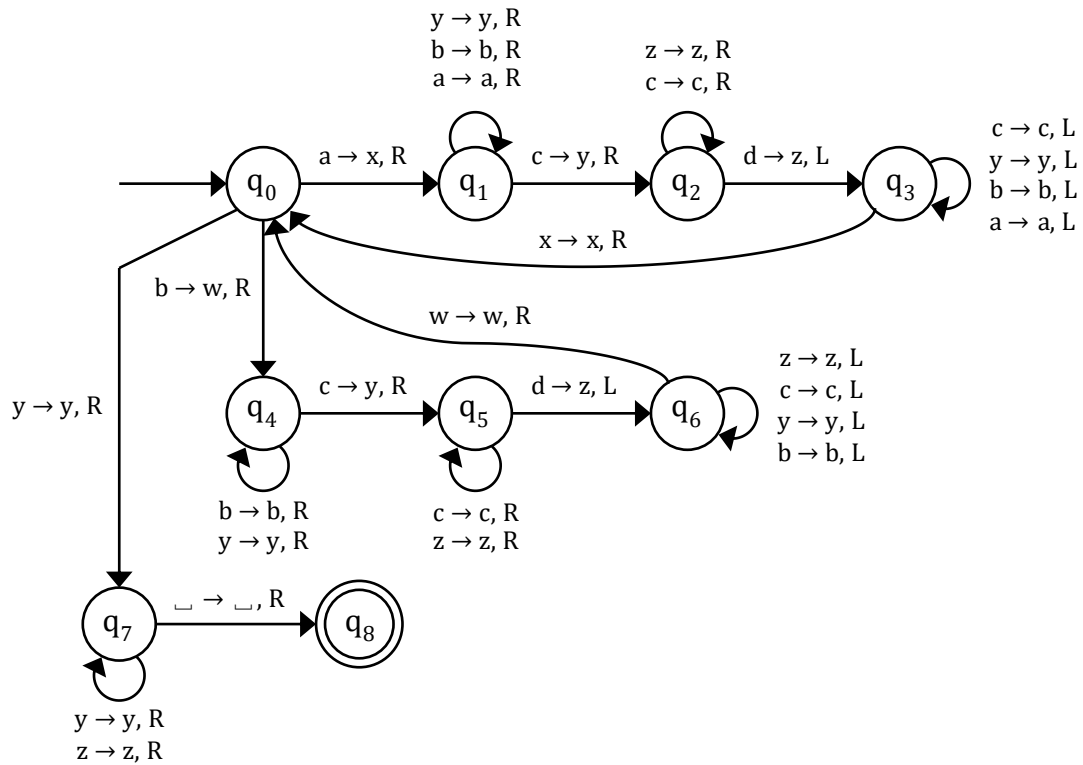 y → y, R
b → b, R
a → a, R
z → z, R
c → c, R
c → c, L
y → y, L
b → b, L
a → a, L
a → x, R
c → y, R
d → z, L
q0
q1
q2
q3
x → x, R
b → w, R
w → w, R
z → z, L
c → c, L
y → y, L
b → b, L
y → y, R
c → y, R
d → z, L
q4
q5
q6
b → b, R
y → y, R
c → c, R
z → z, R
␣ → ␣, R
q7
q8
y → y, R
z → z, R